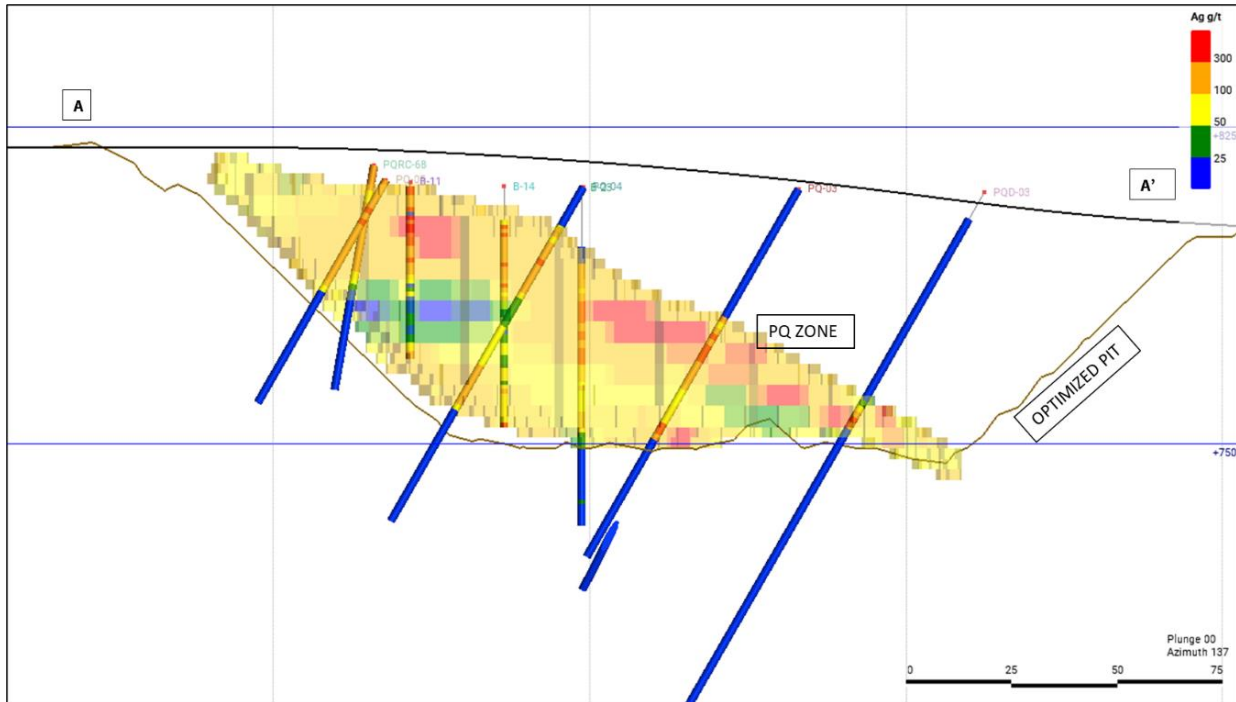 Ag g/t
300
100
50
+825
25
A
PQRC-68
B-11
B-14
PQ-03
PQD-03
A'
PQ ZONE
OPTIMIZED PIT
+750
Plunge 00
Azimuth 137
0 25 50 75